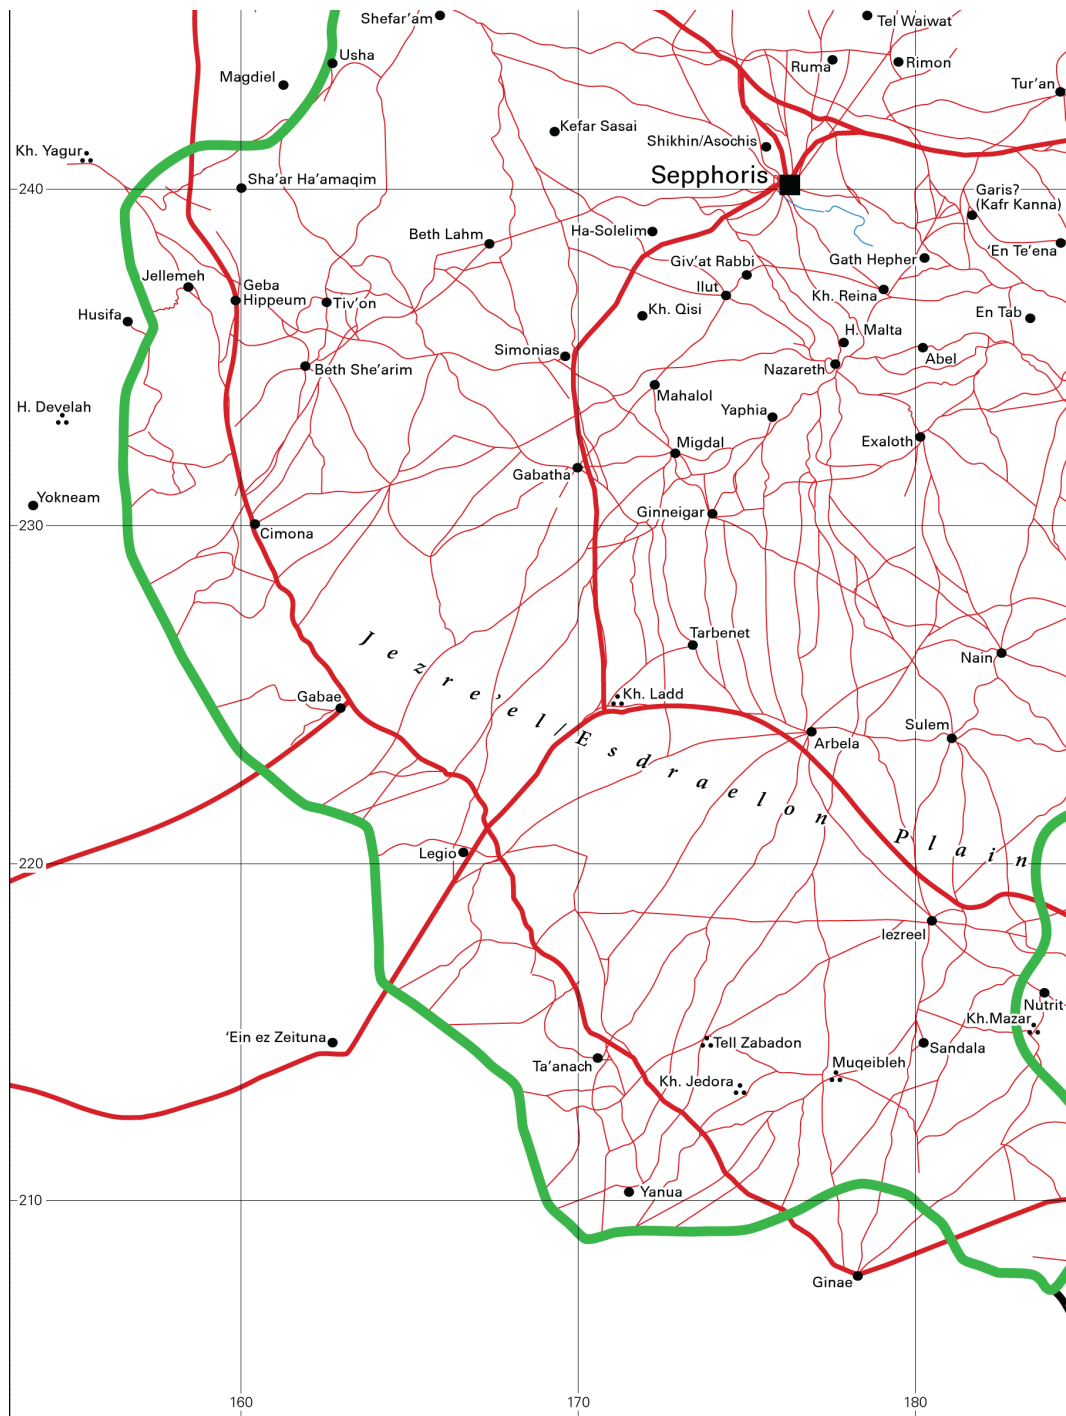 Shefar’am
Tel Waiwat
Usha
Ruma
Rimon
Magdiel
Tur’an
Kefar Sasai
Shikhin/Asochis
Kh. Yagur
Sepphoris
Sha’ar Ha’amaqim
240
Garis?
(Kafr Kanna)
Ha-Solelim
Beth Lahm
‘En Te’ena
Giv’at Rabbi
Gath Hepher
Jellemeh
Geba
Hippeum
Ilut
Kh. Reina
Tiv’on
Kh. Qisi
Husifa
En Tab
H. Malta
Simonias
Abel
Beth She’arim
Nazareth
Mahalol
H. Develah
Yaphia
Migdal
Exaloth
Gabatha
Yokneam
Ginneigar
230
Cimona
Tarbenet
Jezre’el/Esdraelon Plain
Nain
Gabae
Kh. Ladd
Sulem
Arbela
Legio
220
Iezreel
Nutrit-
Kh.Mazar
‘Ein ez Zeituna
Tell Zabadon
Sandala
Ta’anach
Muqeibleh
Kh. Jedora
Yanua
210
Ginae
160
170
180